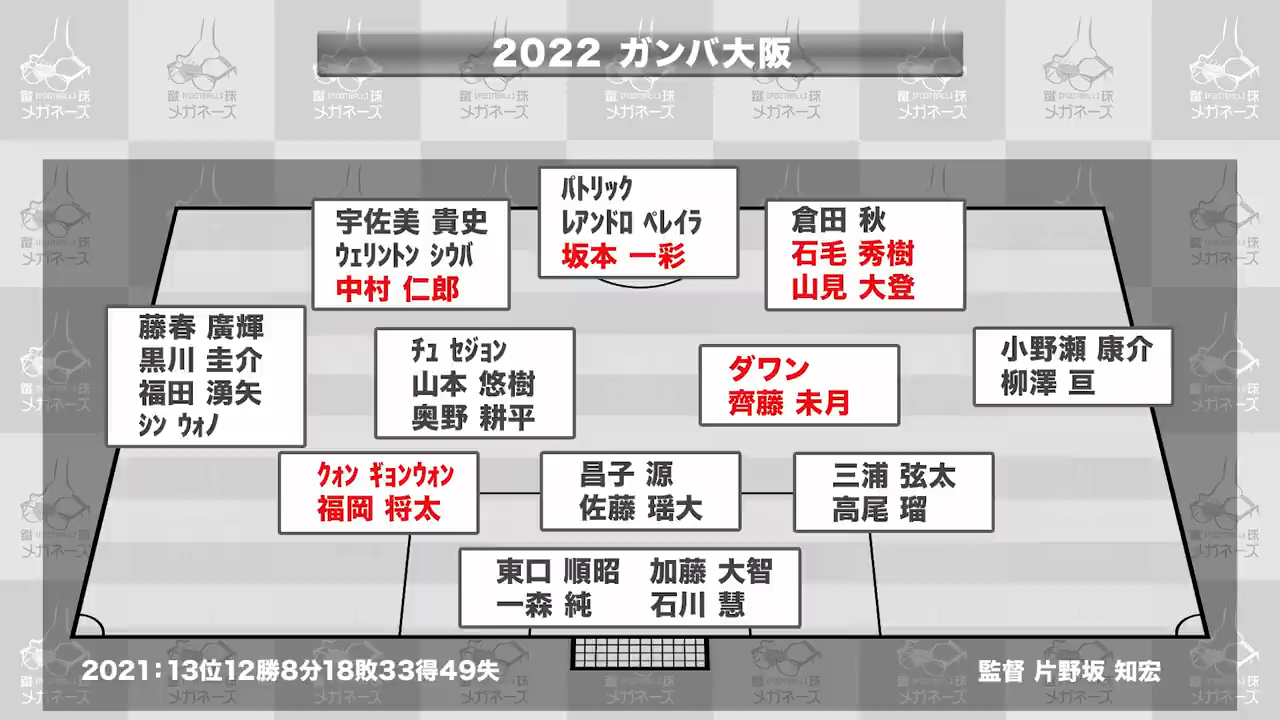 2022 ガンバ大阪
パトリック
レアンドロ ペレイラ
坂本 一彩
宇佐美 貴史
ウェリントン シウバ
中村 仁郎
倉田 秋
石毛 秀樹
山見 大登
藤春 廣輝
黒川 圭介
福田 湧矢
シン ウォノ
チュ セジョン
山本 悠樹
奥野 耕平
ダワン
齊藤 未月
小野瀬 康介
柳澤 亘
クォン ギョンウォン
福岡 将太
昌子 源
佐藤 瑶大
三浦 弦太
高尾 瑠
東口 順昭 加藤 大智
一森 純 石川 慧
2021:13位12勝8分18敗33得49失
監督 片野坂 知宏
蹴 [FOOTBALL] 球
メガネーズ